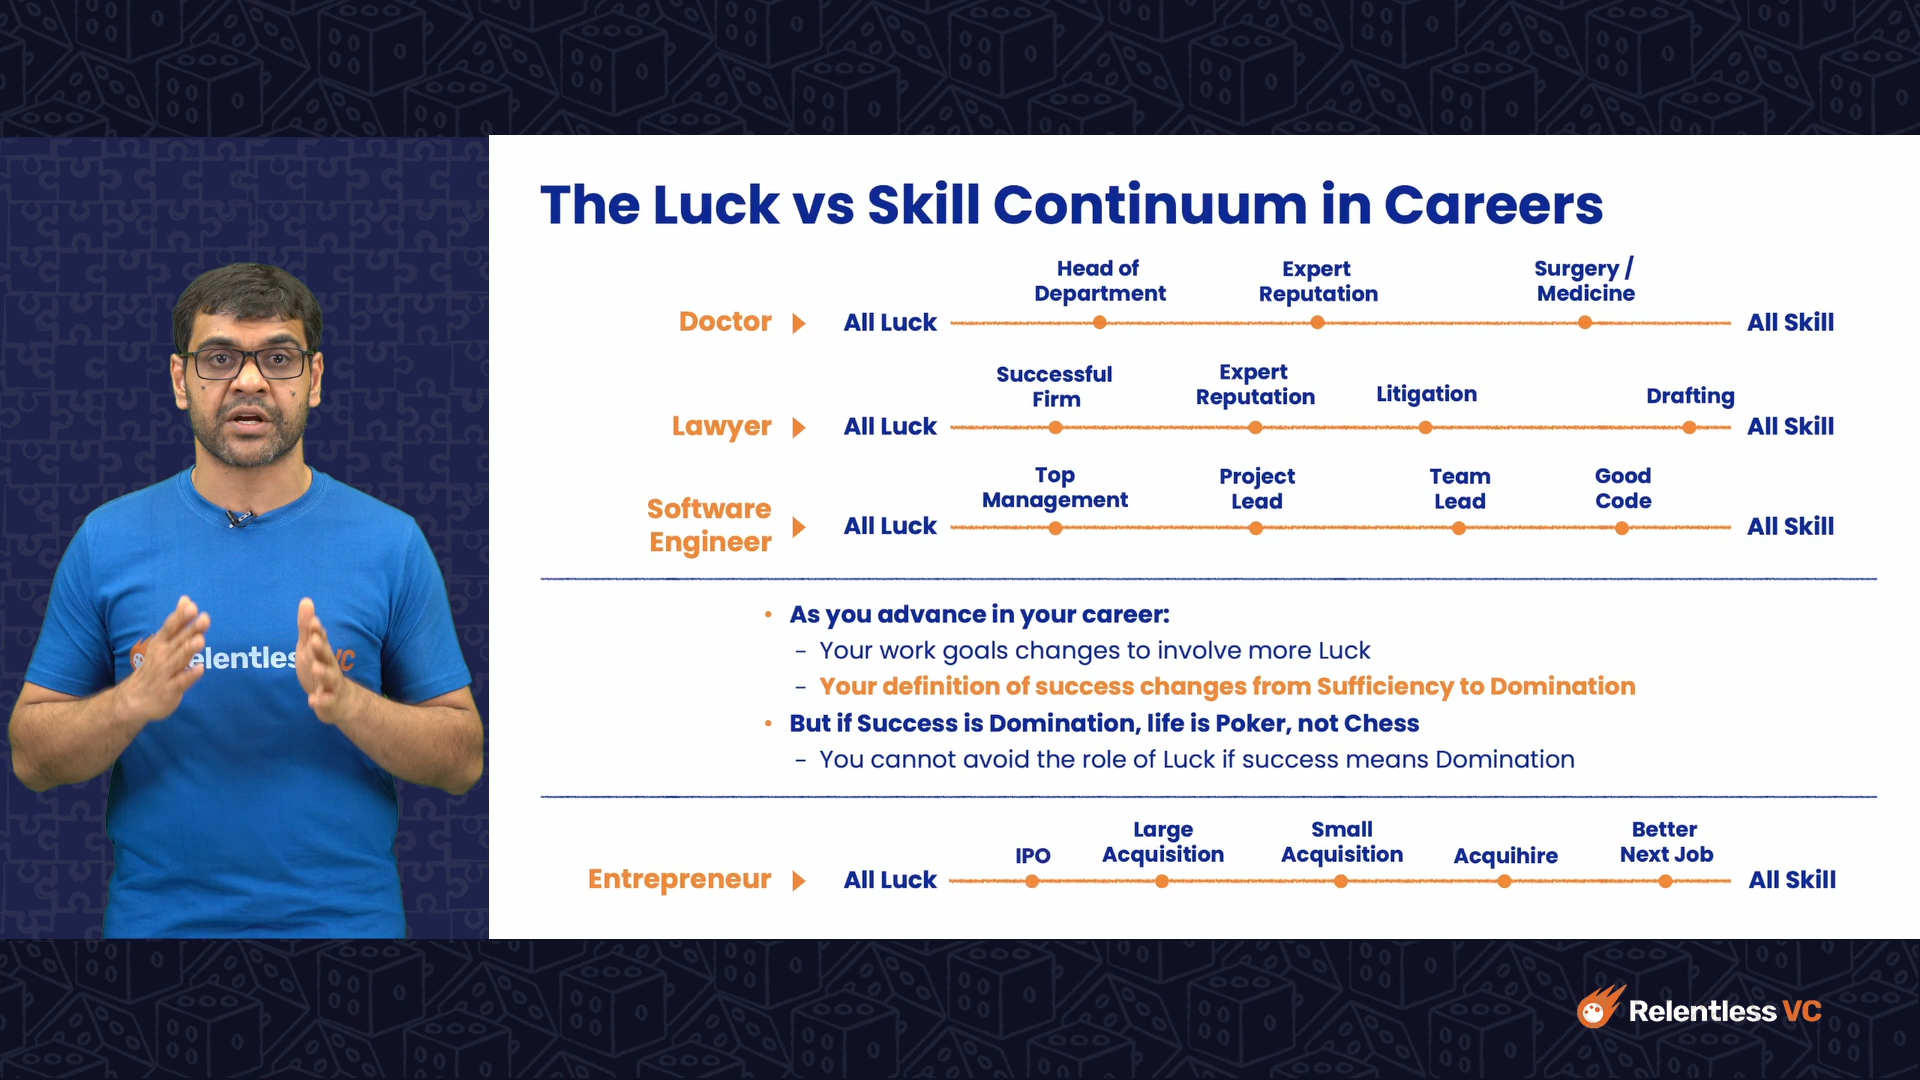 The Luck vs Skill Continuum in Careers
Head of
Department
Expert
Reputation
Surgery /
Medicine
Doctor
All Luck
All Skill
Successful
Firm
Expert
Reputation
Litigation
Drafting
Lawyer
All Luck
All Skill
Top
Management
Project
Lead
Team
Lead
Good
Code
Software
Engineer
All Luck
All Skill
• As you advance in your career:
– Your work goals changes to involve more Luck
– Your definition of success changes from Sufficiency to Domination
• But if Success is Domination, life is Poker, not Chess
– You cannot avoid the role of Luck if success means Domination
IPO
Large
Acquisition
Small
Acquisition
Acquihire
Better
Next Job
Entrepreneur
All Luck
All Skill
Relentless VC